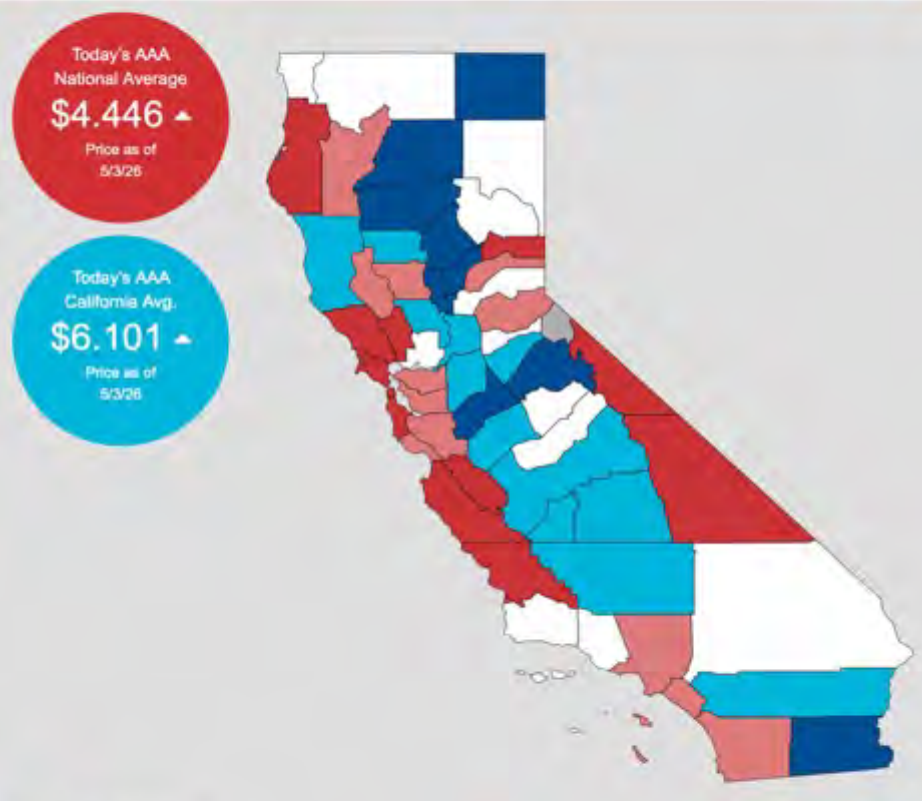 Today's AAA
National Average
$4.446
Price as of
5/3/26
Today's AAA
California Avg.
$6.101
Price as of
5/3/26